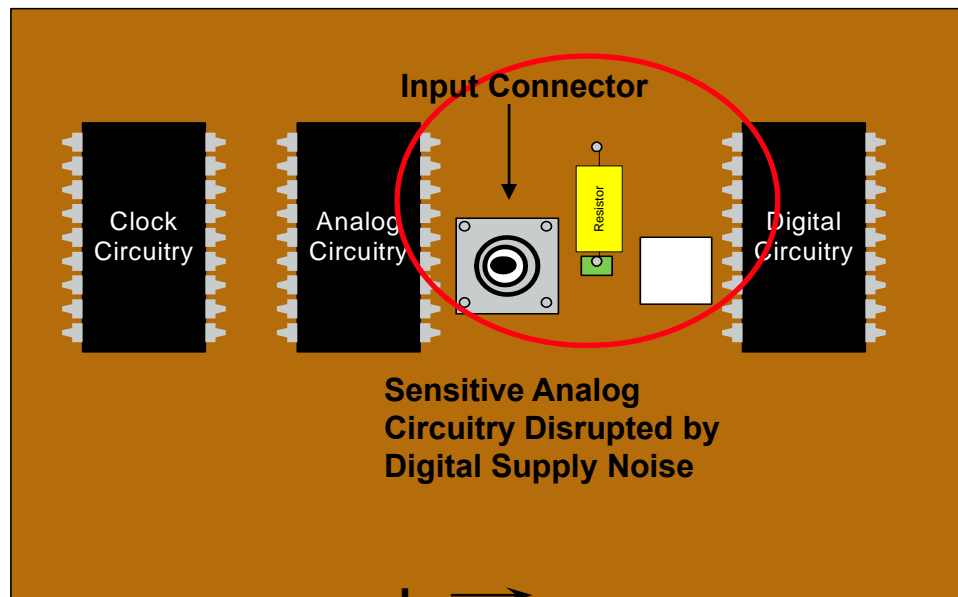 Input Connector
Clock
Circuitry
Analog
Circuitry
Resistor
Digital
Circuitry
Sensitive Analog
Circuitry Disrupted by
Digital Supply Noise